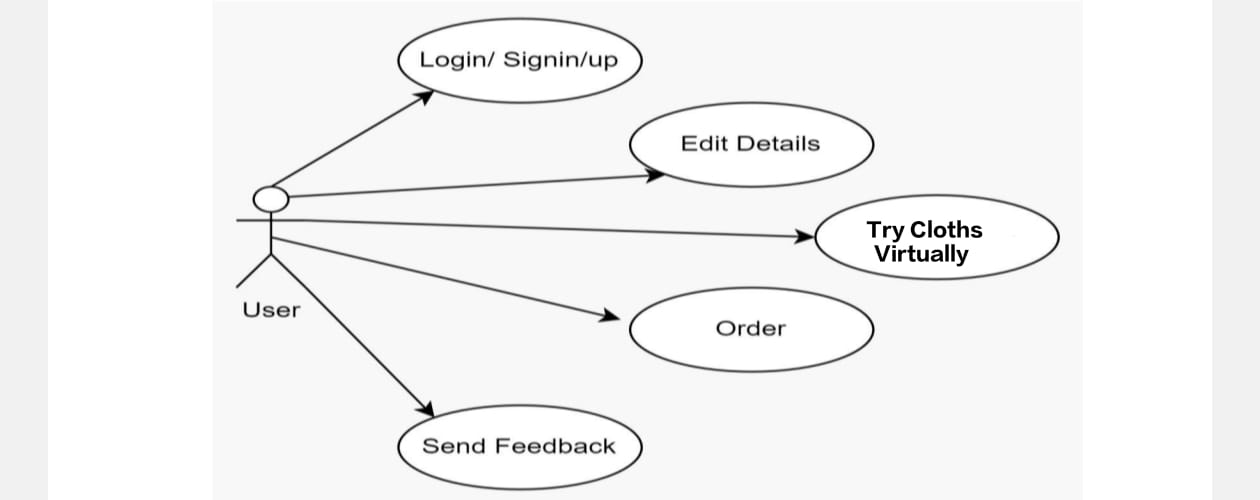 Login/ Signin/up
Edit Details
Try Cloths
Virtually
User
Order
Send Feedback